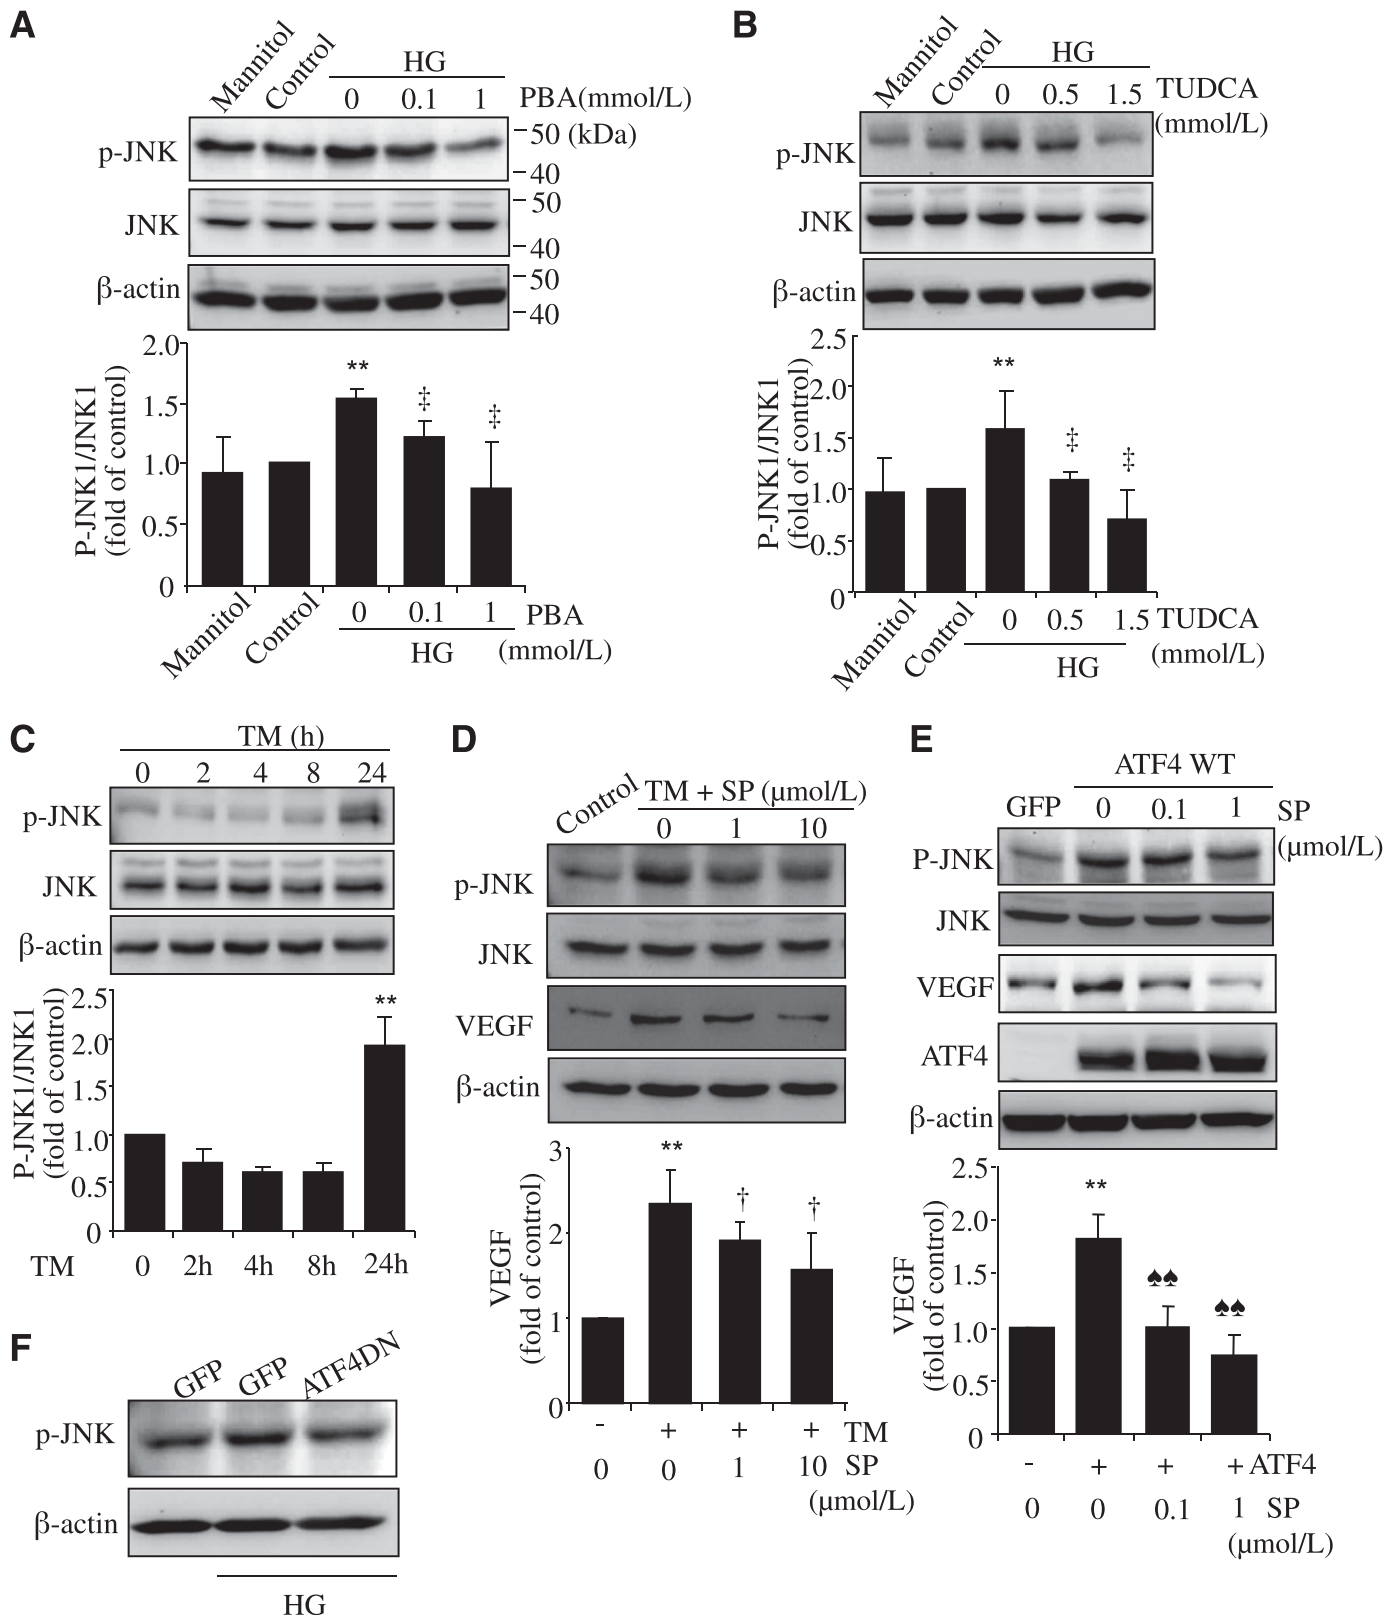 A
Mannitol
Control
HG
0 0.1 1 PBA(mmol/L)
p-JNK
50 (kDa)
40
JNK
50
40
β-actin
50
40
P-JNK1/JNK1
(fold of control)
2.0
1.5
1.0
0.5
0
**
‡
‡
Mannitol
Control
0 0.1 1 PBA
HG (mmol/L)
B
Mannitol
Control
HG
0 0.5 1.5 TUDCA
(mmol/L)
p-JNK
JNK
β-actin
P-JNK1/JNK1
(fold of control)
2.5
2.0
1.5
1.0
0.5
0
**
‡
‡
Mannitol
Control
0 0.5 1.5 TUDCA
HG (mmol/L)
C
TM (h)
0 2 4 8 24
p-JNK
JNK
β-actin
P-JNK1/JNK1
(fold of control)
2.5
2.0
1.5
1.0
0.5
0
**
TM 0 2h 4h 8h 24h
D
Control
TM + SP (μmol/L)
0 1 10
p-JNK
JNK
VEGF
β-actin
VEGF
(fold of control)
3
2
1
0
**
†
†
- + + + TM
0 0 1 10 SP
(μmol/L)
E
ATF4 WT
GFP 0 0.1 1 SP
(μmol/L)
P-JNK
JNK
VEGF
ATF4
β-actin
VEGF
(fold of control)
2.5
2.0
1.5
1.0
0.5
0
**
♠♠
♠♠
- + + + ATF4
0 0 0.1 1 SP
(μmol/L)
F
GFP
GFP
ATF4DN
p-JNK
β-actin
HG